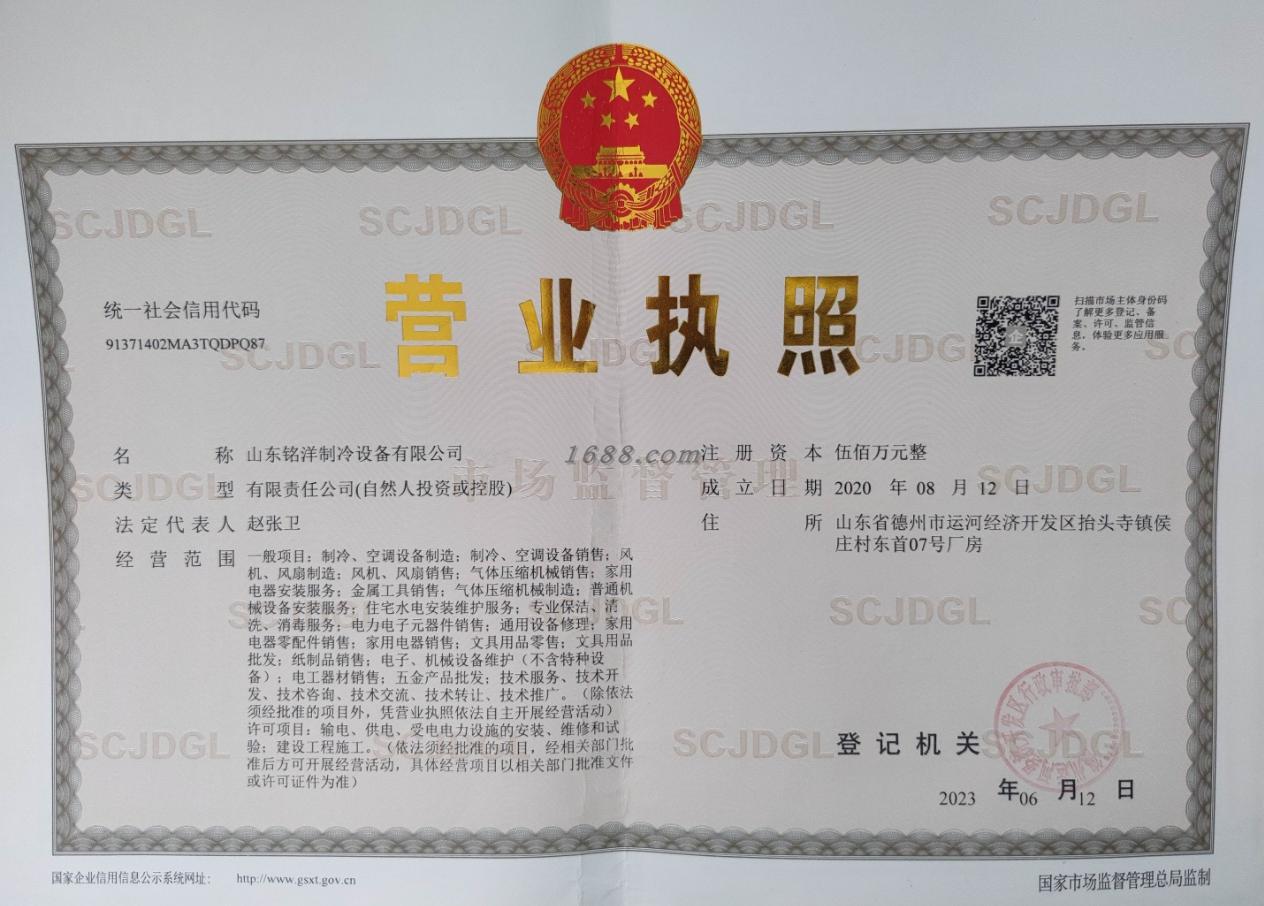 营业执照
统一社会信用代码
91371402MA3TQDPQ87
扫描市场主体身份码
了解更多登记、备
案、许可、监管信
息,体验更多应用服
务。
名称 山东铭洋制冷设备有限公司
类型 有限责任公司(自然人投资或控股)
法定代表人 赵张卫
经营范围 一般项目:制冷、空调设备制造;制冷、空调设备销售;风
机、风扇制造;风机、风扇销售;气体压缩机械销售;家用
电器安装服务;金属工具销售;气体压缩机械制造;普通机
械设备安装服务;住宅水电安装维护服务;专业保洁、清
洗、消毒服务;电力电子元器件销售;通用设备修理;家用
电器零配件销售;家用电器销售;文具用品零售;文具用品
批发;纸制品销售;电子、机械设备维护(不含特种设
备);电工器材销售;五金产品批发;技术服务、技术开
发、技术咨询、技术交流、技术转让、技术推广。(除依法
须经批准的项目外,凭营业执照依法自主开展经营活动)
许可项目:输电、供电、受电电力设施的安装、维修和试
验;建设工程施工。(依法须经批准的项目,经相关部门批
准后方可开展经营活动,具体经营项目以相关部门批准文件
或许可证件为准)
1688.com
注册资本 伍佰万元整
成立日期 2020 年 08 月 12 日
住所 山东省德州市运河经济开发区抬头寺镇侯
庄村东首07号厂房
市场监督管理
SCJDGL
登记机关
2023 年 06 月 12 日
国家企业信用信息公示系统网址: http://www.gsxt.gov.cn
国家市场监督管理总局监制